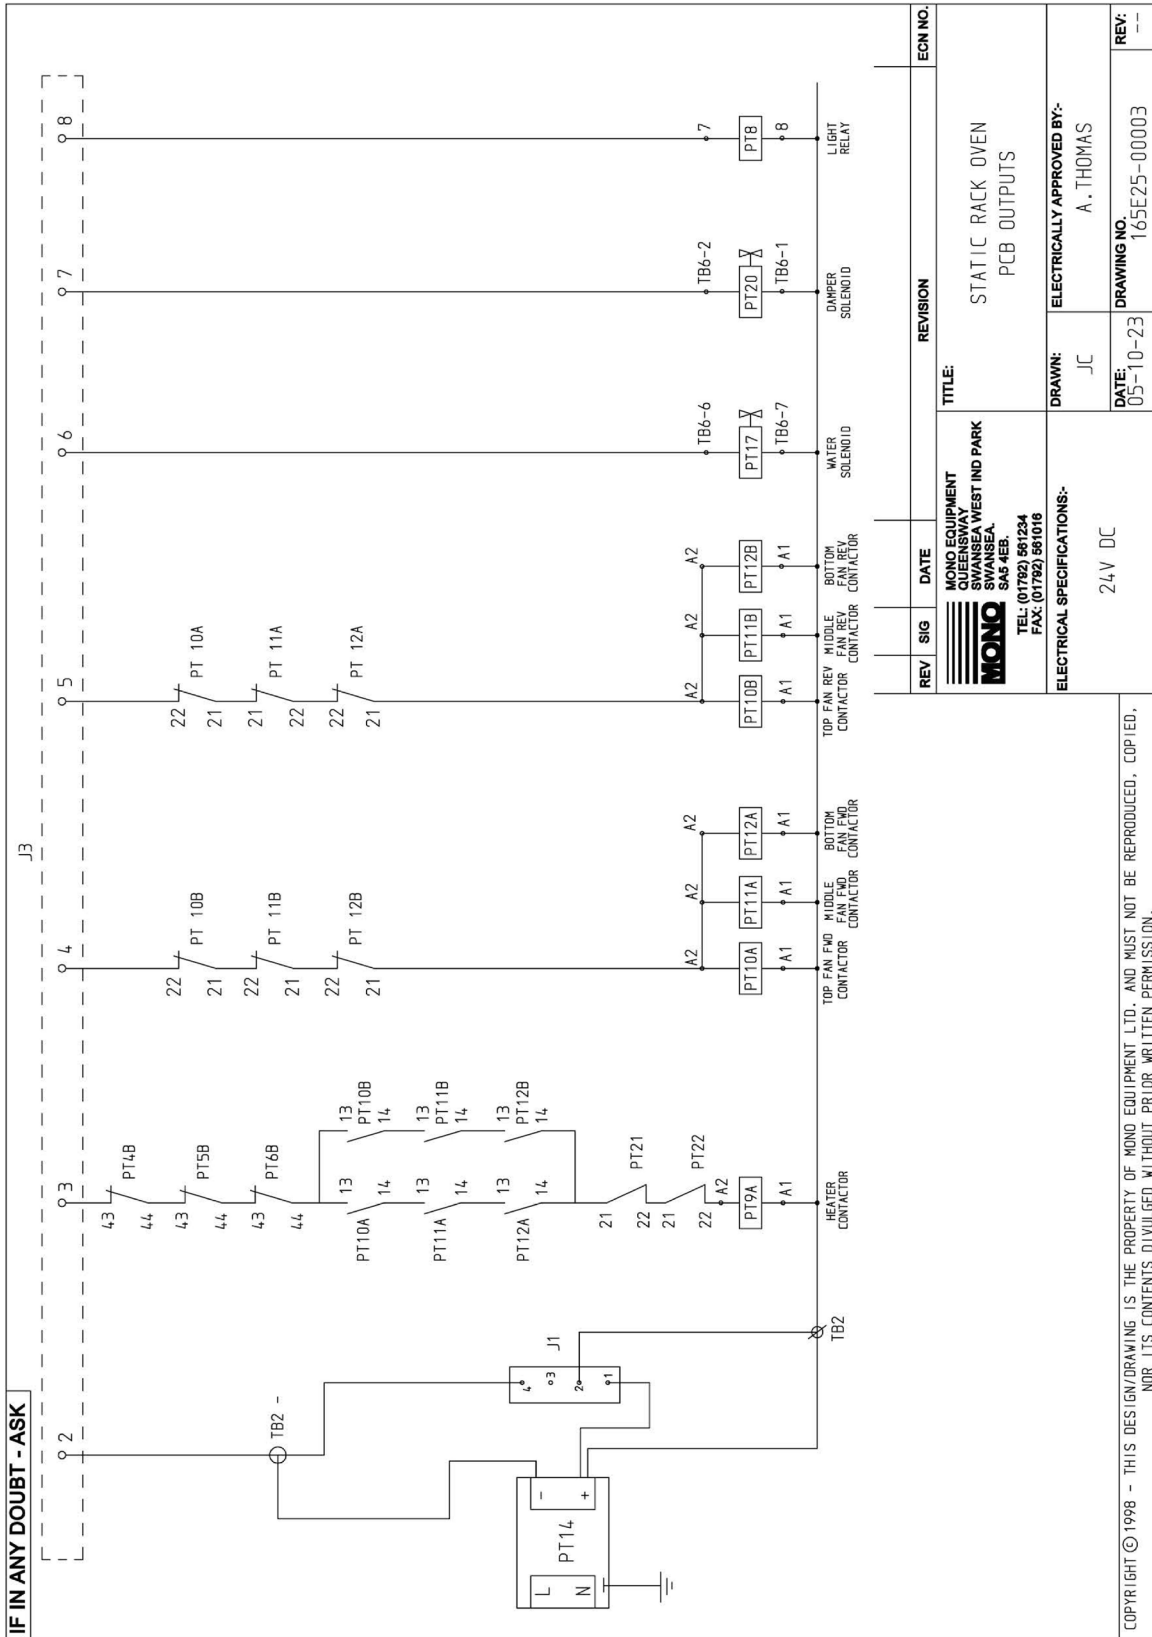 IF IN ANY DOUBT - ASK
J3
2
3
4
5
6
7
8
TB2 -
J1
4
3
2
1
PT14
L
N
-
+
TB2
43
PT4B
44
43
PT5B
44
43
PT6B
44
13
PT10A
14
13
PT10B
14
13
PT11A
14
13
PT11B
14
13
PT12A
14
13
PT12B
14
21
PT21
22
21
PT22
22
A2
PT9A
A1
HEATER
CONTACTOR
22
PT 10B
21
22
PT 11B
21
22
PT 12B
21
A2
A2
A2
PT10A
PT11A
PT12A
A1
A1
A1
TOP FAN FWD
CONTACTOR
MIDDLE
FAN FWD
CONTACTOR
BOTTOM
FAN FWD
CONTACTOR
22
PT 10A
21
21
PT 11A
22
22
PT 12A
21
A2
A2
A2
PT10B
PT11B
PT12B
A1
A1
A1
TOP FAN REV
CONTACTOR
MIDDLE
FAN REV
CONTACTOR
BOTTOM
FAN REV
CONTACTOR
TB6-6
PT17
TB6-7
WATER
SOLENOID
TB6-2
PT20
TB6-1
DAMPER
SOLENOID
7
PT8
8
LIGHT
RELAY
REV SIG DATE REVISION ECN NO.
MONO
MONO EQUIPMENT
QUEENSWAY
SWANSEA WEST IND PARK
SWANSEA.
SA5 4EB.
TEL: (01792) 561234
FAX: (01792) 561016
TITLE:
STATIC RACK OVEN
PCB OUTPUTS
ELECTRICAL SPECIFICATIONS:-
24V DC
DRAWN:
JC
ELECTRICALLY APPROVED BY:-
A.THOMAS
DATE:
05-10-23
DRAWING NO.
165E25-00003
REV:
--
COPYRIGHT © 1998 - THIS DESIGN/DRAWING IS THE PROPERTY OF MONO EQUIPMENT LTD. AND MUST NOT BE REPRODUCED, COPIED,
NOR ITS CONTENTS DIVULGED WITHOUT PRIOR WRITTEN PERMISSION.